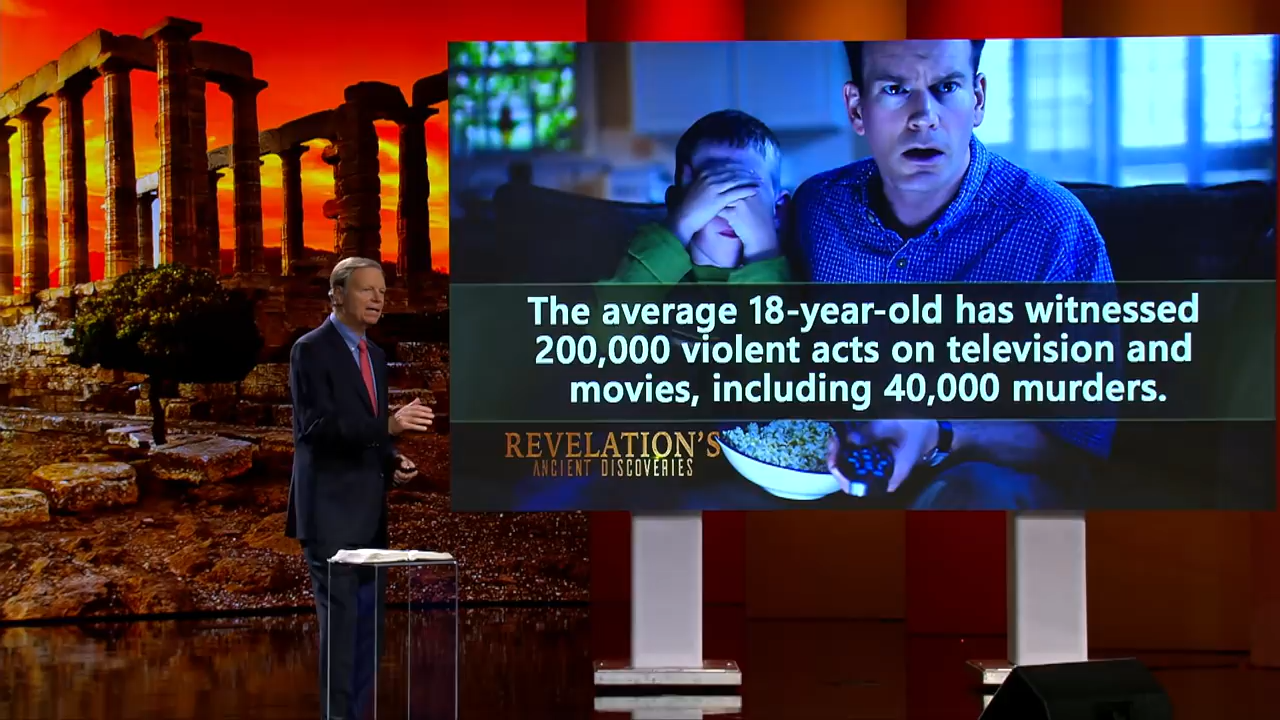 The average 18-year-old has witnessed
200,000 violent acts on television and
movies, including 40,000 murders.
REVELATION'S
ANCIENT DISCOVERIES